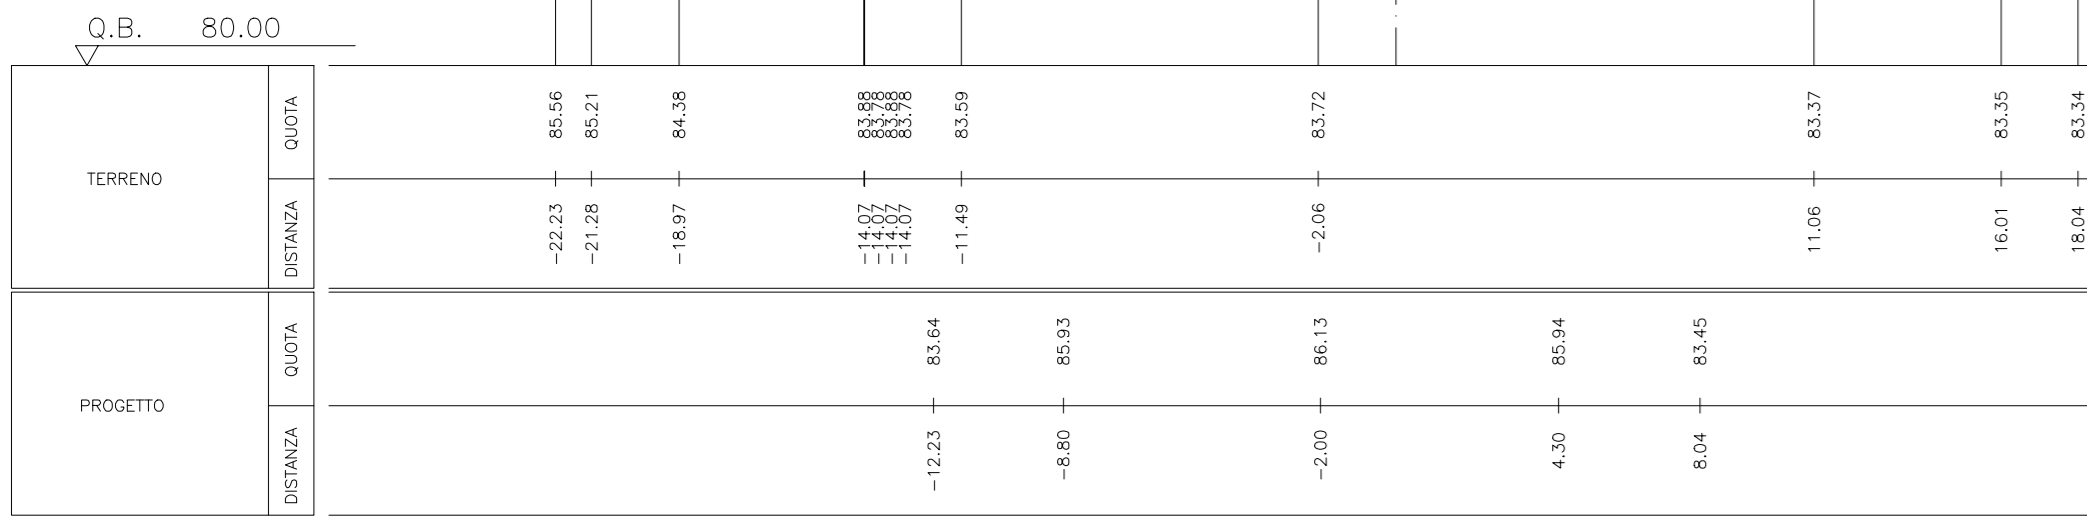 Q.B. 80.00
TERRENO
QUOTA
85.56 85.21 84.38 83.88 83.78 83.88 83.78 83.59 83.72 83.37 83.35 83.34
DISTANZA
-22.23 -21.28 -18.97 -14.07 -14.07 -14.07 -14.07 -11.49 -2.06 11.06 16.01 18.04
PROGETTO
QUOTA
83.64 85.93 86.13 85.94 83.45
DISTANZA
-12.23 -8.80 -2.00 4.30 8.04